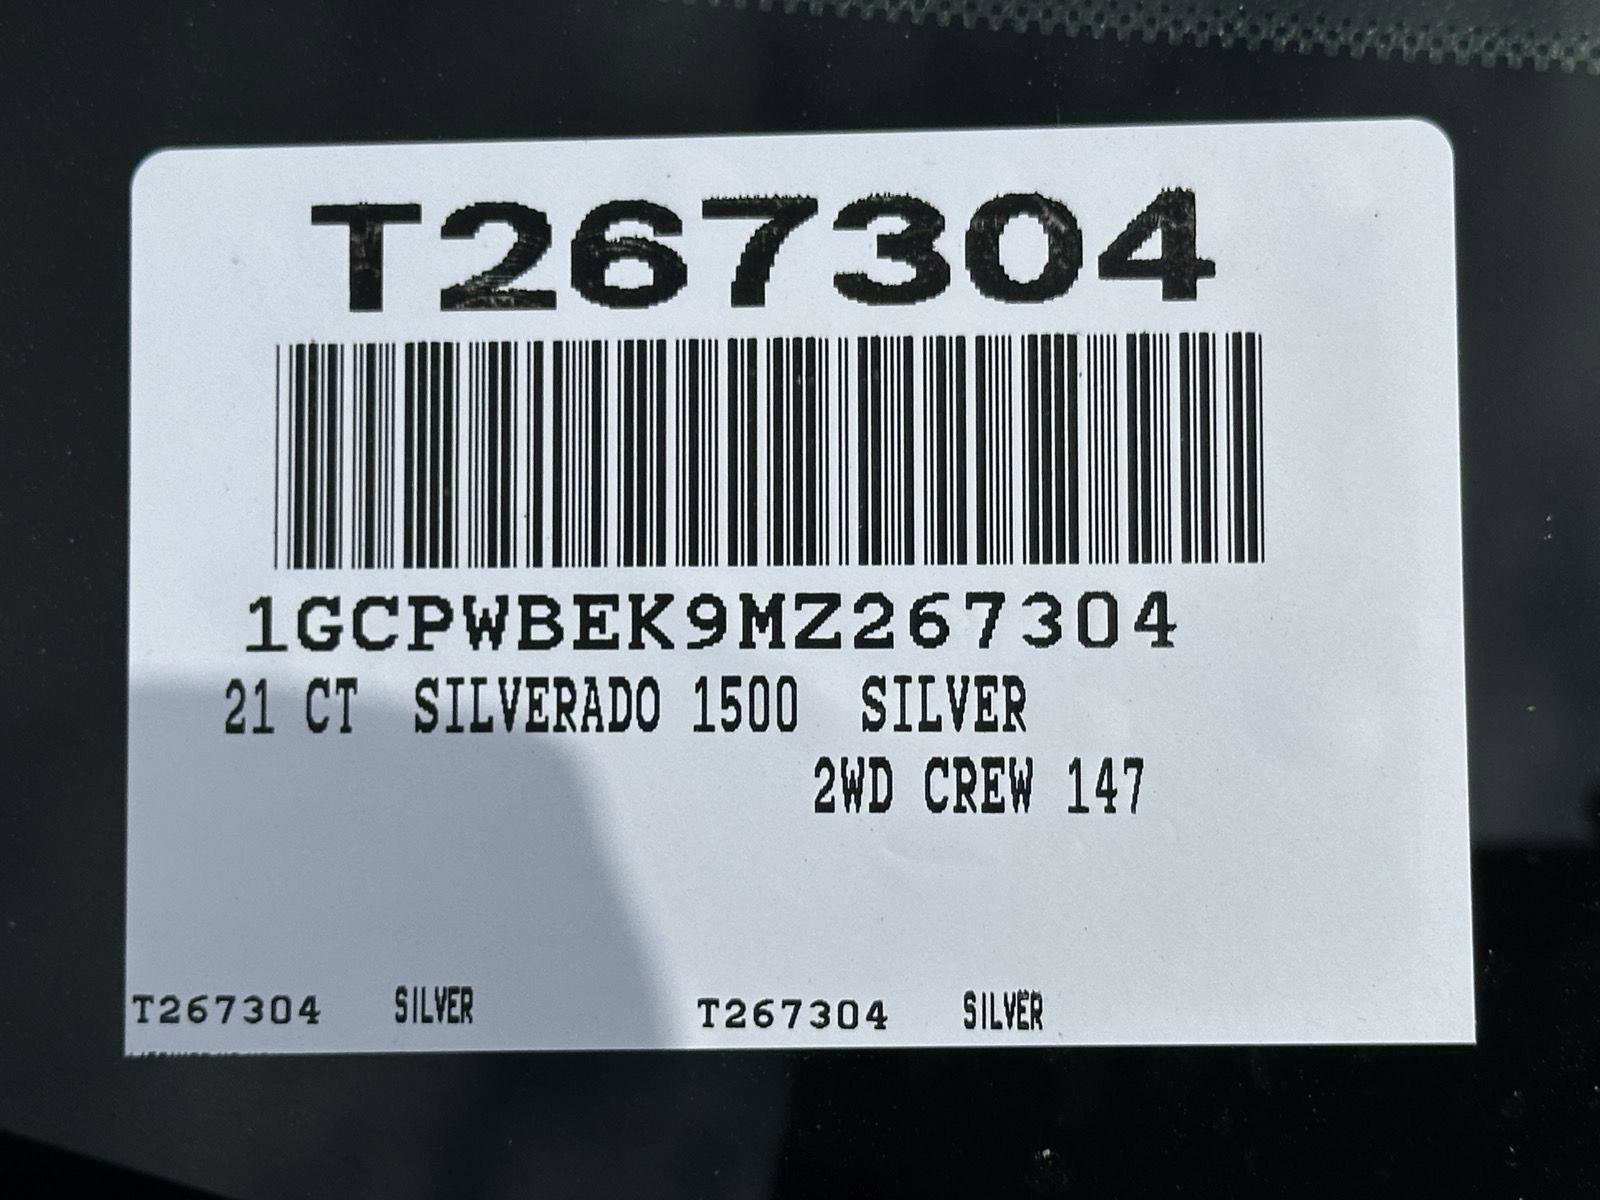 T267304
1GCPWBEK9MZ267304
21 CT SILVERADO 1500 SILVER
2WD CREW 147
T267304 SILVER T267304 SILVER